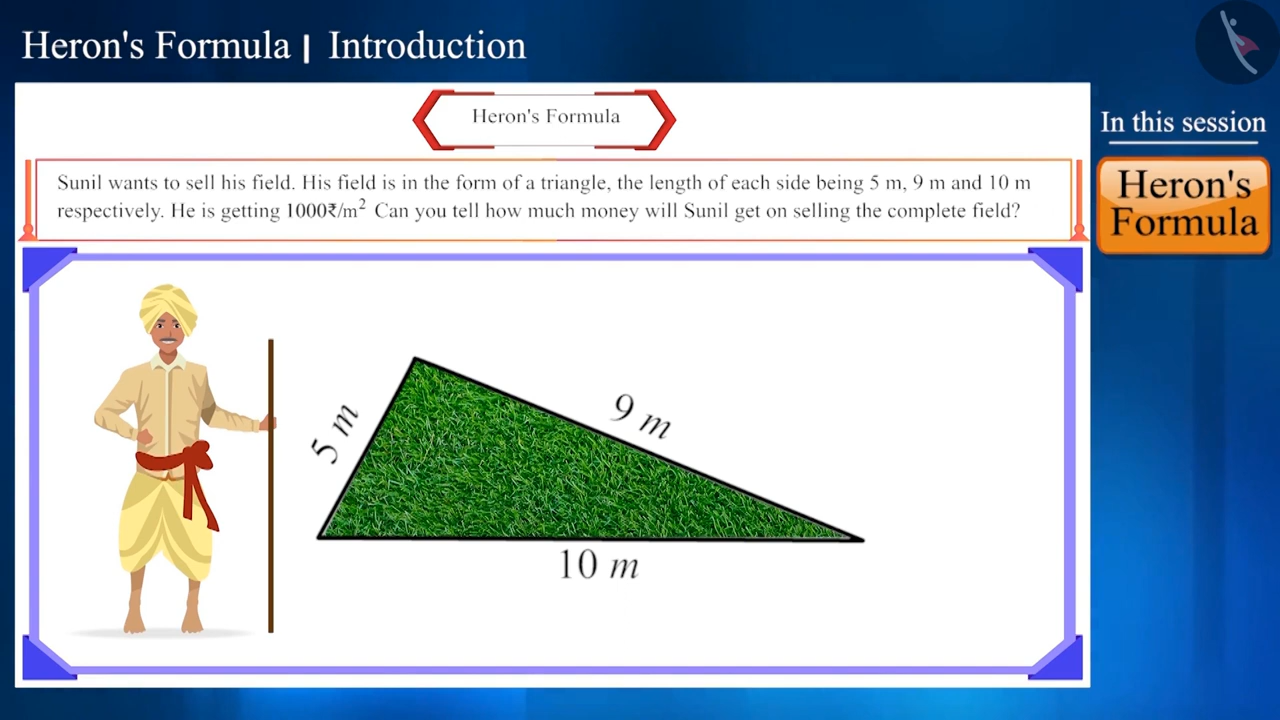 Heron's Formula | Introduction
In this session
Heron's
Formula
Heron's Formula
Sunil wants to sell his field. His field is in the form of a triangle, the length of each side being 5 m, 9 m and 10 m
respectively. He is getting 1000₹/m² Can you tell how much money will Sunil get on selling the complete field?
5 m
9 m
10 m